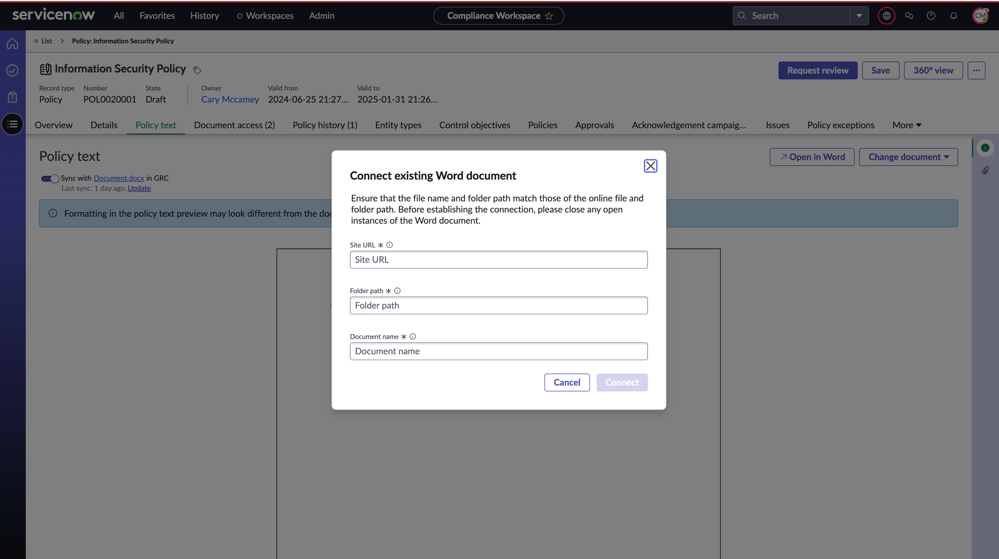 servicenow All Favorites History Workspaces Admin Compliance Workspace Search CM
List Policy: Information Security Policy
Information Security Policy Request review Save 360° view
Record type Number State Owner Valid from Valid to
Policy POL0020001 Draft Cary Mccamey 2024-06-25 21:27... 2025-01-31 21:26...
Overview Details Policy text Document access (2) Policy history (1) Entity types Control objectives Policies Approvals Acknowledgement campaig... Issues Policy exceptions More
Policy text Open in Word Change document
Sync with Document.docx in GRC
Last sync: 1 day ago. Update
Formatting in the policy text preview may look different from the doc
Connect existing Word document
Ensure that the file name and folder path match those of the online file and
folder path. Before establishing the connection, please close any open
instances of the Word document.
Site URL *
Site URL
Folder path *
Folder path
Document name *
Document name
Cancel Connect